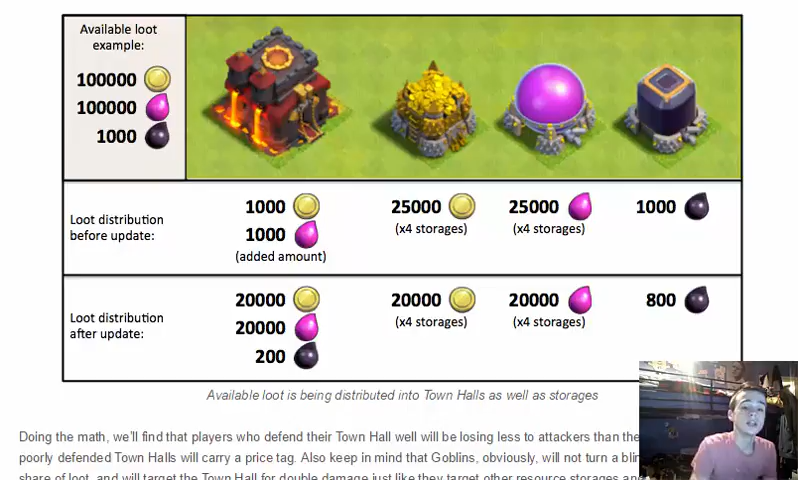 Available loot
example:
100000
100000
1000
Loot distribution
before update:
1000
1000
(added amount)
25000
(x4 storages)
25000
(x4 storages)
1000
Loot distribution
after update:
20000
20000
200
20000
(x4 storages)
20000
(x4 storages)
800
Available loot is being distributed into Town Halls as well as storages
Doing the math, we'll find that players who defend their Town Hall well will be losing less to attackers than
poorly defended Town Halls will carry a price tag. Also keep in mind that Goblins, obviously, will not turn a
share of loot, and will target the Town Hall for double damage just like they target other resource storages